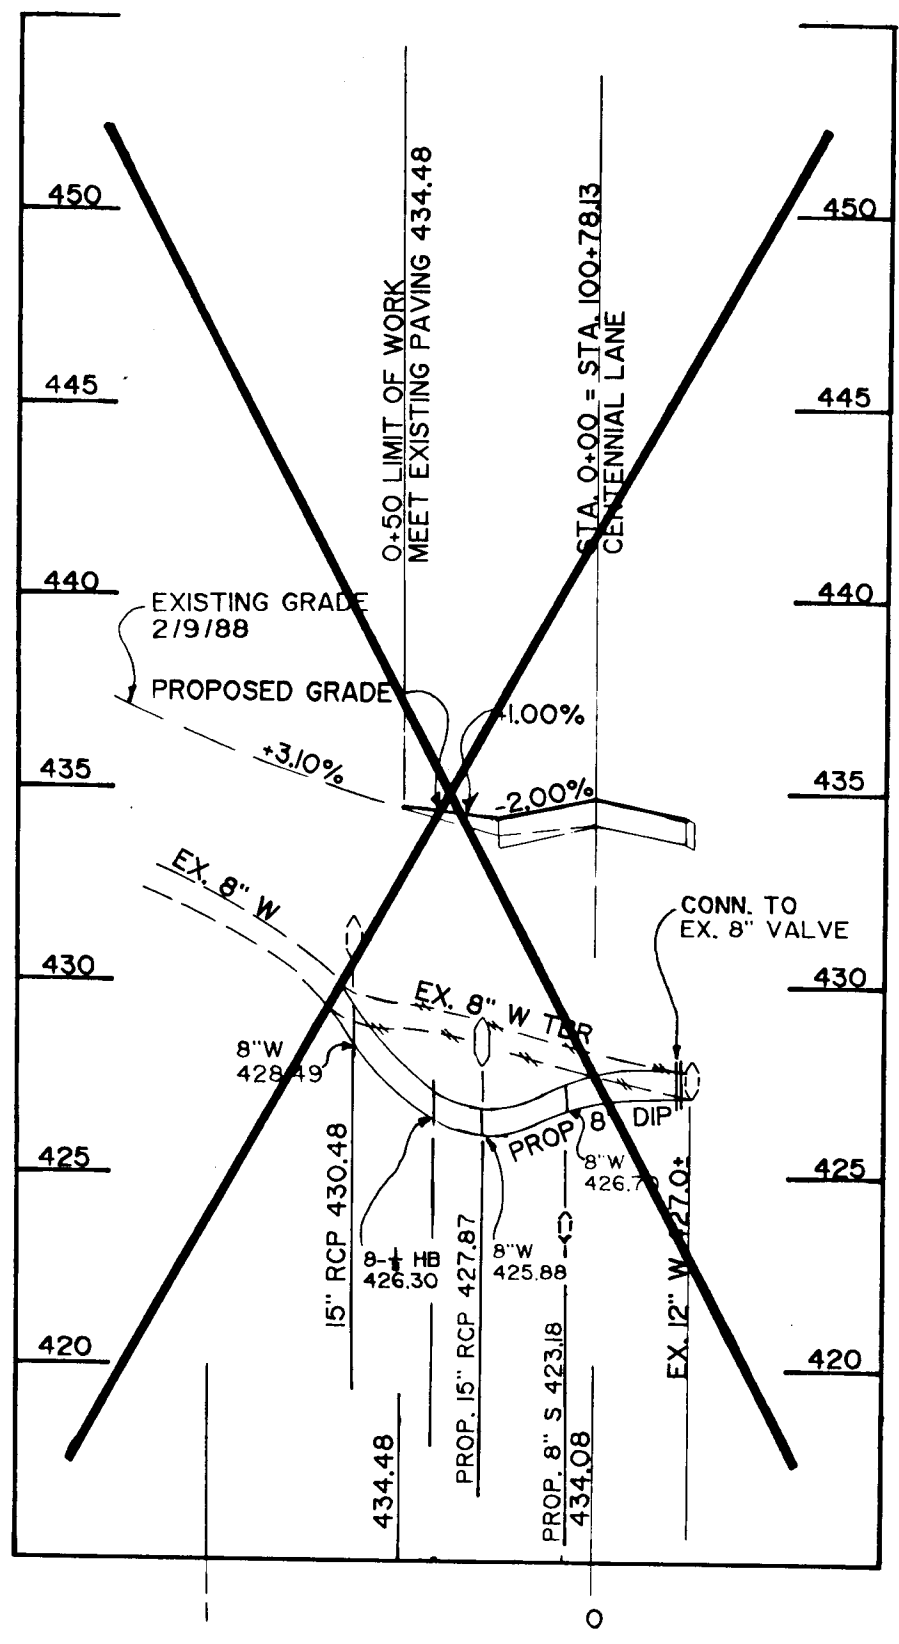 450
450
445
445
440
440
435
435
430
430
425
425
420
420
0+50 LIMIT OF WORK
MEET EXISTING PAVING 434.48
STA. 0+00 = STA. 100+78.13
CENTENNIAL LANE
EXISTING GRADE
2/9/88
PROPOSED GRADE
+1.00%
+3.10%
-2.00%
EX. 8" W
CONN. TO
EX. 8" VALVE
EX. 8" W TBR
8"W
428.49
PROP 8" DIP
8"W
426.70
15" RCP 430.48
8"W
425.88
HB
426.30
PROP. 15" RCP 427.87
PROP. 8" S 423.18
EX. 12" W 427.0±
434.48
434.08
1
0